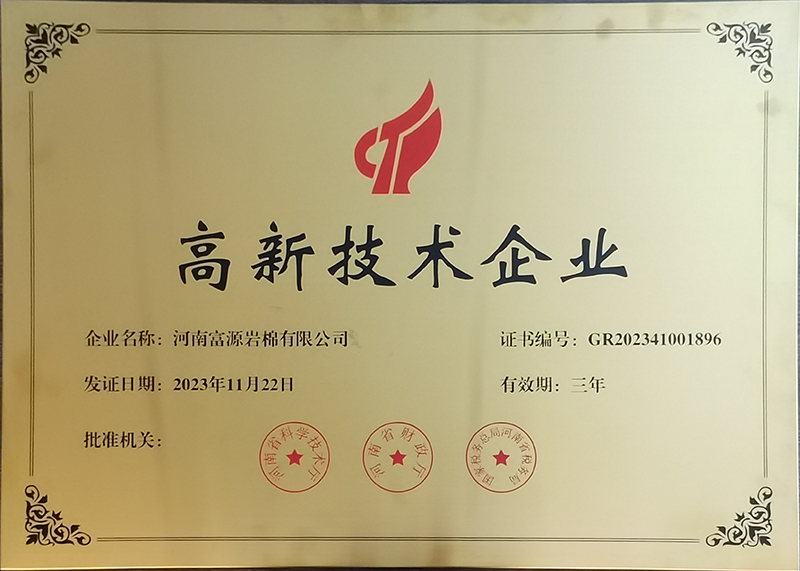 高新技术企业
企业名称：河南富源岩棉有限公司
证书编号：GR202341001896
发证日期：2023年11月22日
有效期：三年
批准机关：
河南省科学技术厅
河南省财政厅
国家税务总局河南省税务局